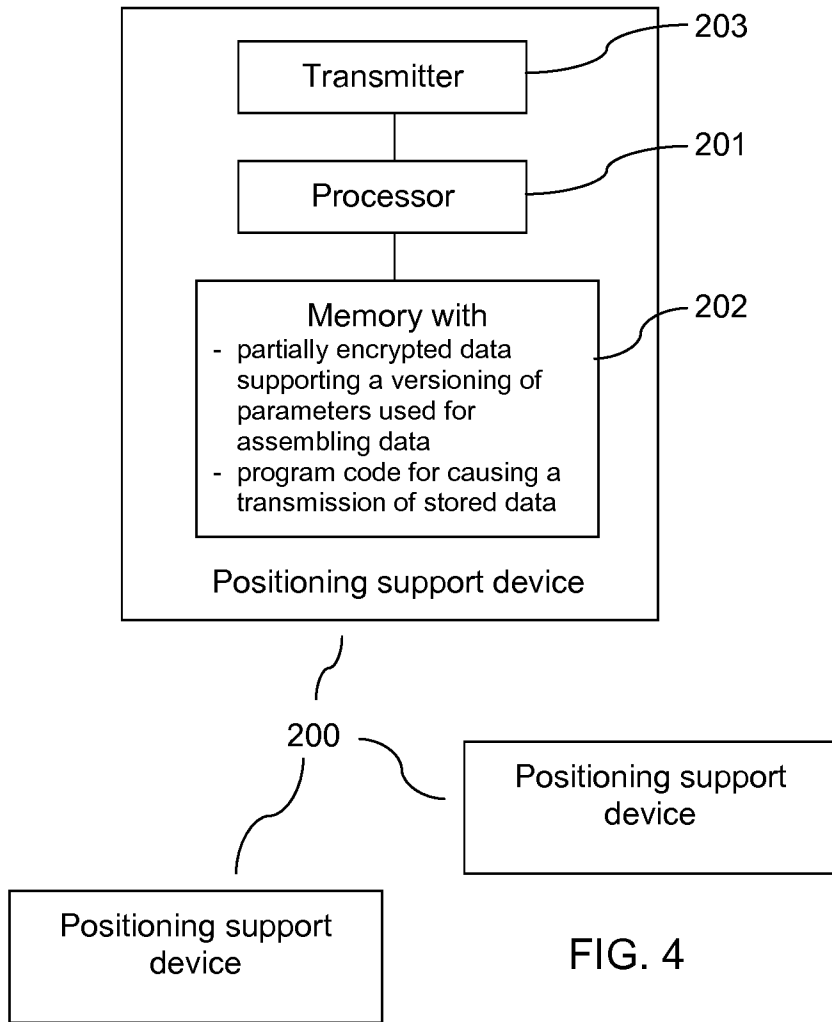 203
Transmitter
201
Processor
202
Memory with
- partially encrypted data
supporting a versioning of
parameters used for
assembling data
- program code for causing a
transmission of stored data
Positioning support device
200
Positioning support
device
Positioning support
device
FIG. 4